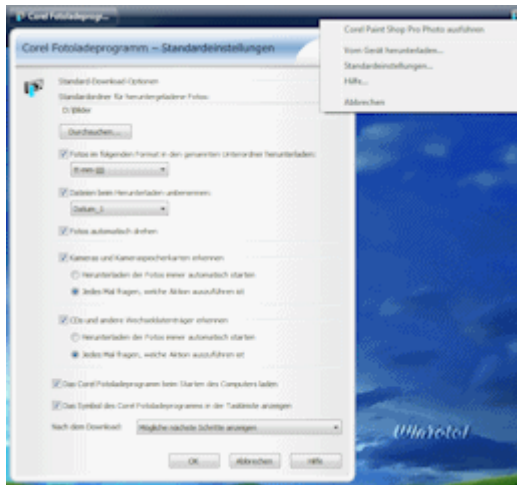 Corel Fotoladeprogr...
Corel Fotoladeprogramm – Standardeinstellungen
Corel Paint Shop Pro Photo ausführen
Vom Gerät herunterladen...
Standardeinstellungen...
Hilfe...
Abbrechen
Standard-Download-Optionen
Standardordner für heruntergeladene Fotos:
D:\Bilder
Durchsuchen...
Fotos im folgenden Format in den genannten Unterordner herunterladen:
Dateien beim Herunterladen umbenennen:
Datum_1
Fotos automatisch drehen
Kameras und Kameraspeicherkarten erkennen
Herunterladen der Fotos immer automatisch starten
Jedes Mal fragen, welche Aktion auszuführen ist
CDs und andere Wechseldatenträger erkennen
Herunterladen der Fotos immer automatisch starten
Jedes Mal fragen, welche Aktion auszuführen ist
Das Corel Fotoladeprogramm beim Starten des Computers laden
Das Symbol des Corel Fotoladeprogramms in der Taskleiste anzeigen
Nach dem Download: Mögliche nächste Schritte anzeigen
OK Abbrechen Hilfe
WinTotal